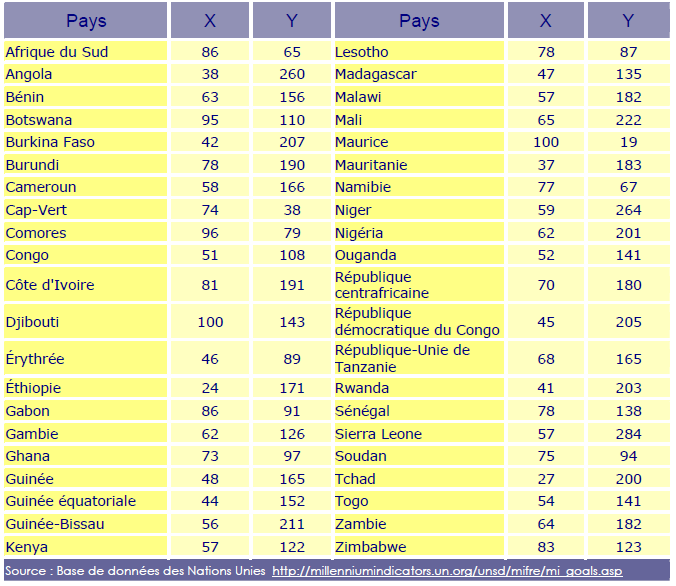 Pays X Y Pays X Y
Afrique du Sud 86 65 Lesotho 78 87
Angola 38 260 Madagascar 47 135
Bénin 63 156 Malawi 57 182
Botswana 95 110 Mali 65 222
Burkina Faso 42 207 Maurice 100 19
Burundi 78 190 Mauritanie 37 183
Cameroun 58 166 Namibie 77 67
Cap-Vert 74 38 Niger 59 264
Comores 96 79 Nigéria 62 201
Congo 51 108 Ouganda 52 141
Côte d'Ivoire 81 191 République
centrafricaine 70 180
Djibouti 100 143 République
démocratique du Congo 45 205
Érythrée 46 89 République-Unie de
Tanzanie 68 165
Éthiopie 24 171 Rwanda 41 203
Gabon 86 91 Sénégal 78 138
Gambie 62 126 Sierra Leone 57 284
Ghana 73 97 Soudan 75 94
Guinée 48 165 Tchad 27 200
Guinée équatoriale 44 152 Togo 54 141
Guinée-Bissau 56 211 Zambie 64 182
Kenya 57 122 Zimbabwe 83 123
Source : Base de données des Nations Unies http://millenniumindicators.un.org/unsd/mifre/mi_goals.asp